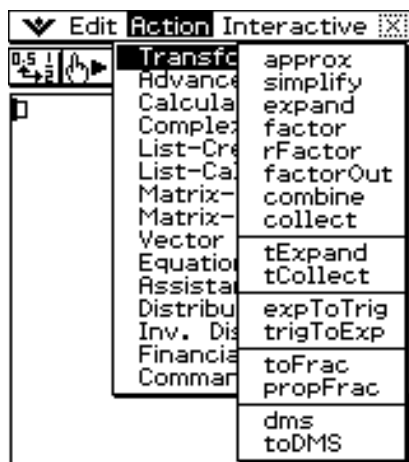 Edit Action Interactive
Transfo
Advance
Calcula
Complex
List-Cre
List-Cal
Matrix-
Matrix-
Vector
Equation
Assistan
Distribu
Inv. Dis
Financia
Comman
approx
simplify
expand
factor
rFactor
factorOut
combine
collect
tExpand
tCollect
expToTrig
trigToExp
toFrac
propFrac
dms
toDMS